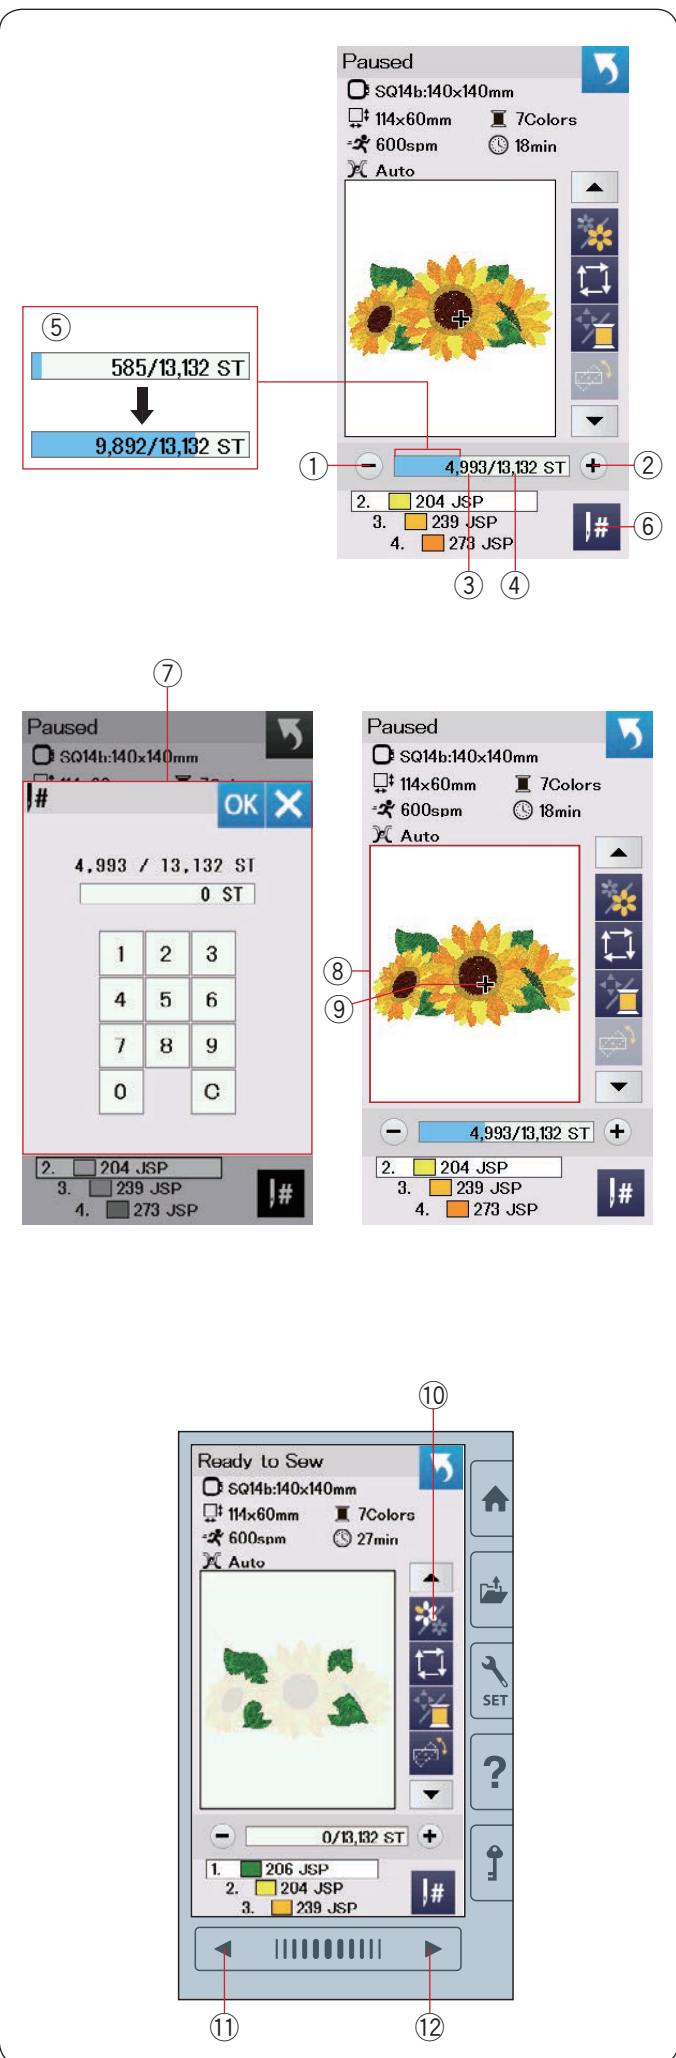 Paused
SQ14b:140x140mm
114x60mm 7Colors
600spm 18min
Auto
⑤
585/13,132 ST
9,892/13,132 ST
① − 4,993/13,132 ST + ②
2. 204 JSP
3. 239 JSP
4. 273 JSP
# ⑥
③ ④
⑦
Paused
SQ14b:140x140mm
#
OK
4,993 / 13,132 ST
0 ST
1 2 3
4 5 6
7 8 9
0 C
2. 204 JSP
3. 239 JSP
4. 273 JSP
#
Paused
SQ14b:140x140mm
114x60mm 7Colors
600spm 18min
Auto
⑧
⑨
− 4,993/13,132 ST +
2. 204 JSP
3. 239 JSP
4. 273 JSP
#
⑩
Ready to Sew
SQ14b:140x140mm
114x60mm 7Colors
600spm 27min
Auto
SET
?
− 0/13,132 ST +
1. 206 JSP
2. 204 JSP
3. 239 JSP
#
⑪ ⑫